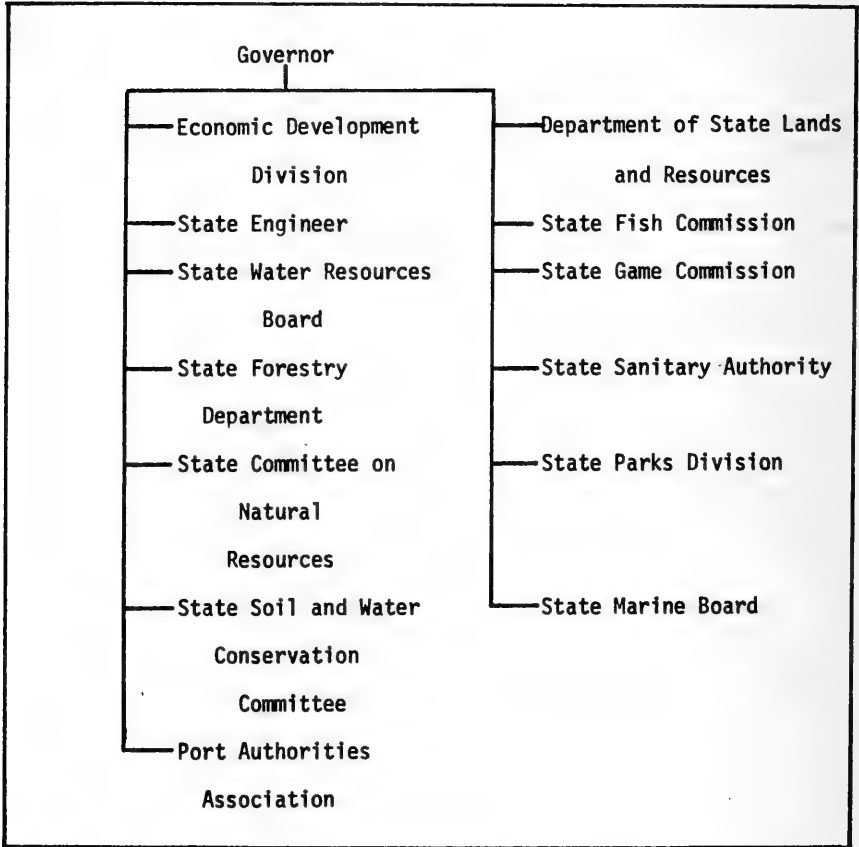 Governor
Economic Development
Division
State Engineer
State Water Resources
Board
State Forestry
Department
State Committee on
Natural
Resources
State Soil and Water
Conservation
Committee
Port Authorities
Association
Department of State Lands
and Resources
State Fish Commission
State Game Commission
State Sanitary Authority
State Parks Division
State Marine Board